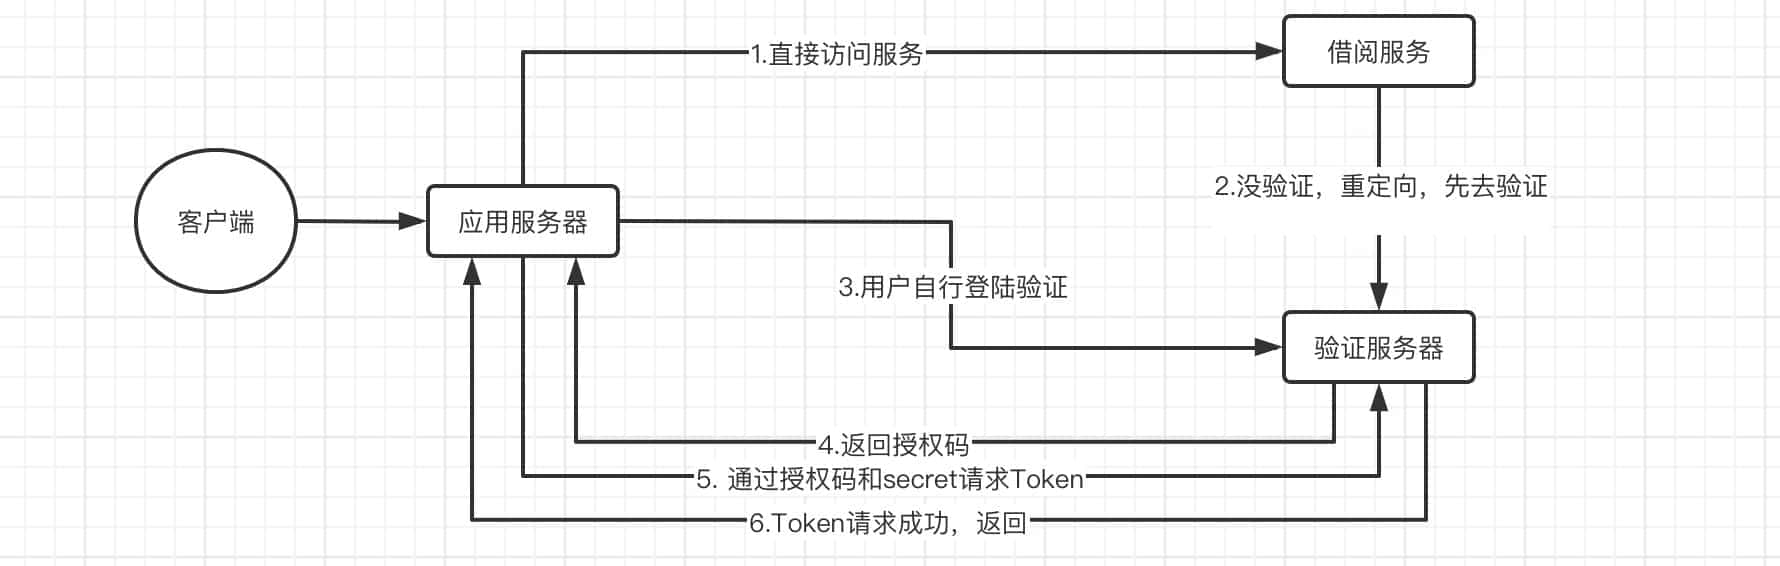 1.直接访问服务
借阅服务
2.没验证，重定向，先去验证
客户端
应用服务器
3.用户自行登陆验证
验证服务器
4.返回授权码
5. 通过授权码和secret请求Token
6.Token请求成功，返回